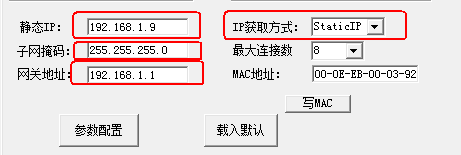 静态IP: 192.168.1.9 IP获取方式: StaticIP
子网掩码: 255.255.255.0 最大连接数 8
网关地址: 192.168.1.1 MAC地址: 00-0E-EB-00-03-92
写MAC
参数配置 载入默认